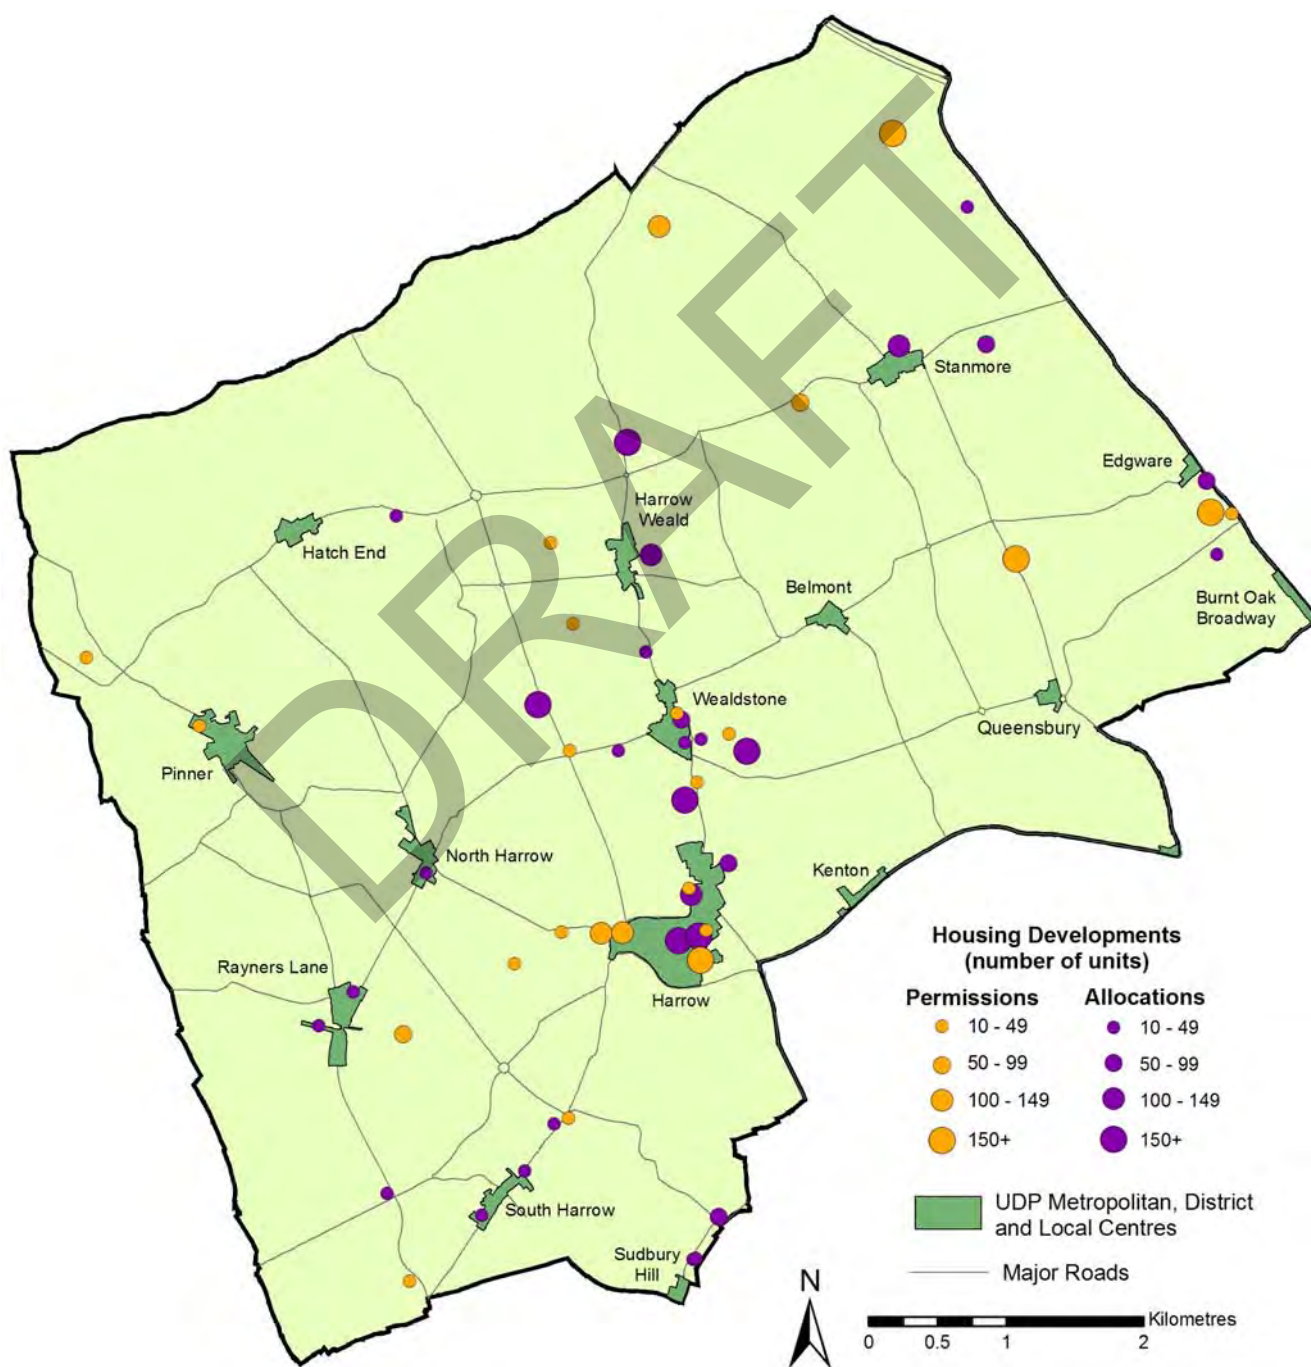 DRAFT
Stanmore
Edgware
Harrow
Weald
Hatch End
Belmont
Burnt Oak
Broadway
Wealdstone
Queensbury
Pinner
North Harrow
Kenton
Rayners Lane
Harrow
South Harrow
Sudbury
Hill
Housing Developments
(number of units)
Permissions Allocations
10 - 49 10 - 49
50 - 99 50 - 99
100 - 149 100 - 149
150+ 150+
UDP Metropolitan, District
and Local Centres
Major Roads
N
Kilometres
0 0.5 1 2